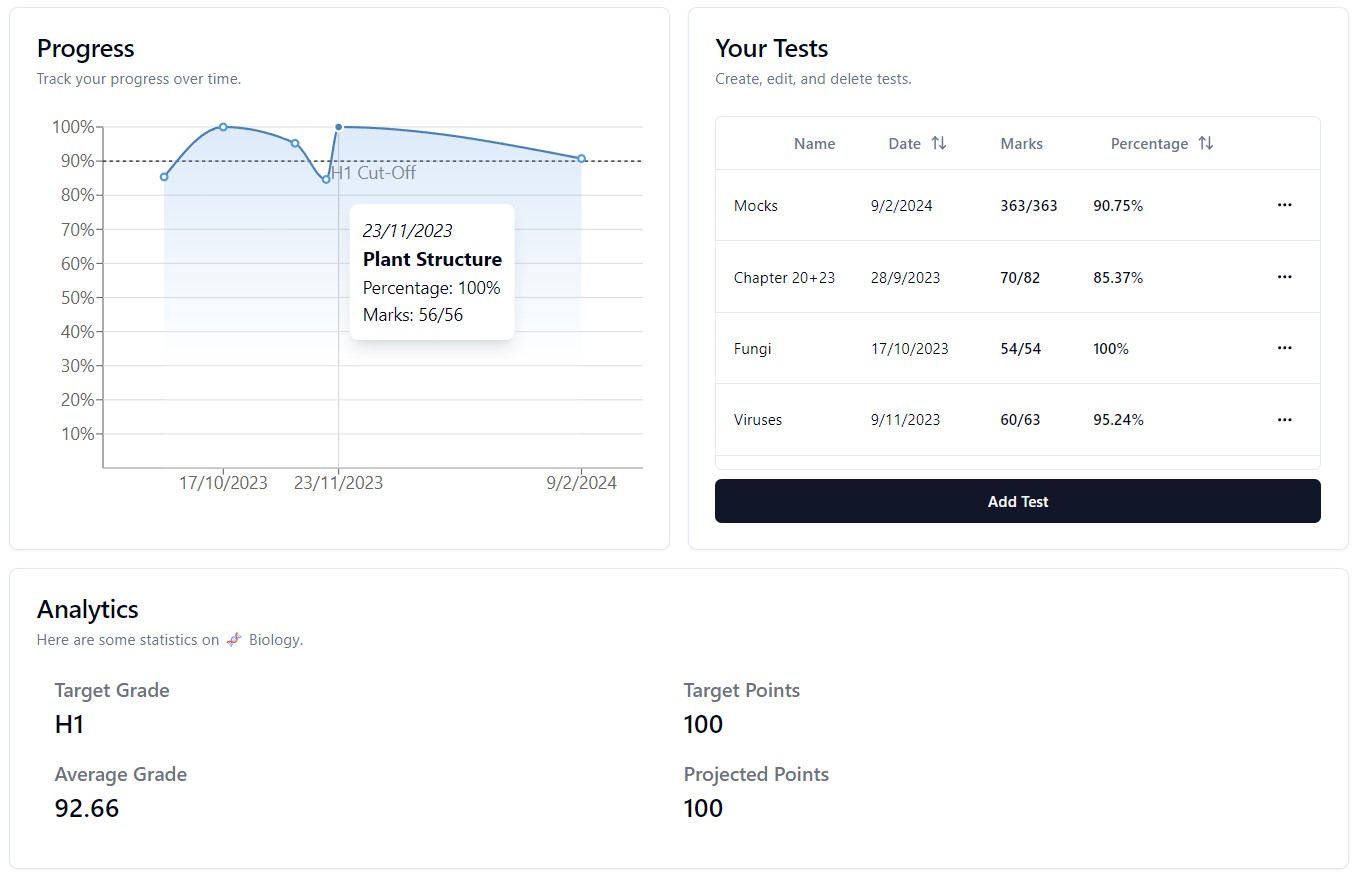 Progress
Track your progress over time.
100%
90%
80%
70%
60%
50%
40%
30%
20%
10%
H1 Cut-Off
23/11/2023
Plant Structure
Percentage: 100%
Marks: 56/56
17/10/2023 23/11/2023 9/2/2024
Your Tests
Create, edit, and delete tests.
Name Date Marks Percentage
Mocks 9/2/2024 363/363 90.75% ...
Chapter 20+23 28/9/2023 70/82 85.37% ...
Fungi 17/10/2023 54/54 100% ...
Viruses 9/11/2023 60/63 95.24% ...
Add Test
Analytics
Here are some statistics on 🧬 Biology.
Target Grade
H1
Target Points
100
Average Grade
92.66
Projected Points
100